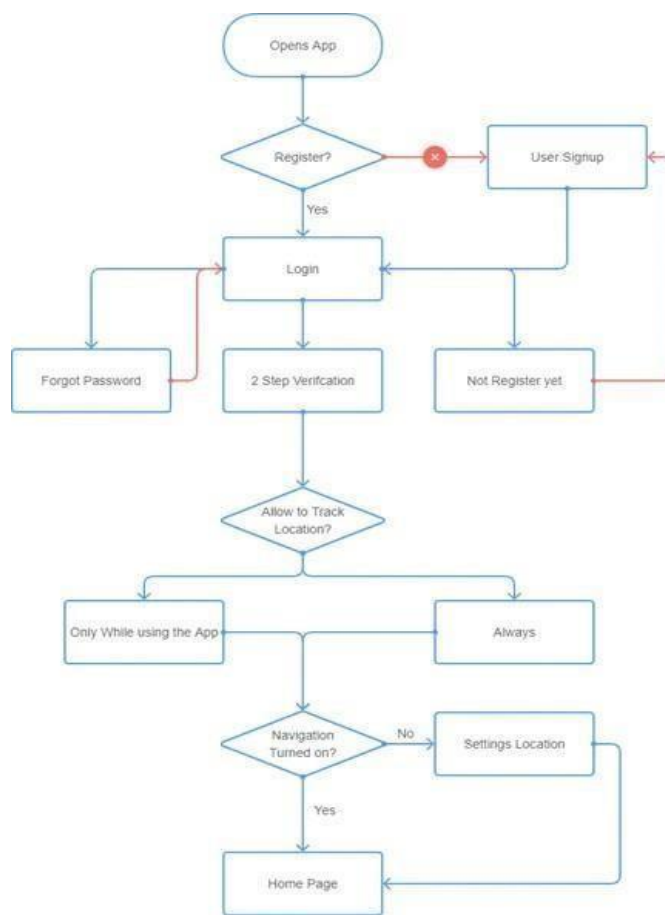 Opens App
Register?
User Signup
Yes
Login
Forgot Password
2 Step Verifcation
Not Register yet
Allow to Track
Location?
Only While using the App
Always
Navigation
Turned on?
No
Settings Location
Yes
Home Page